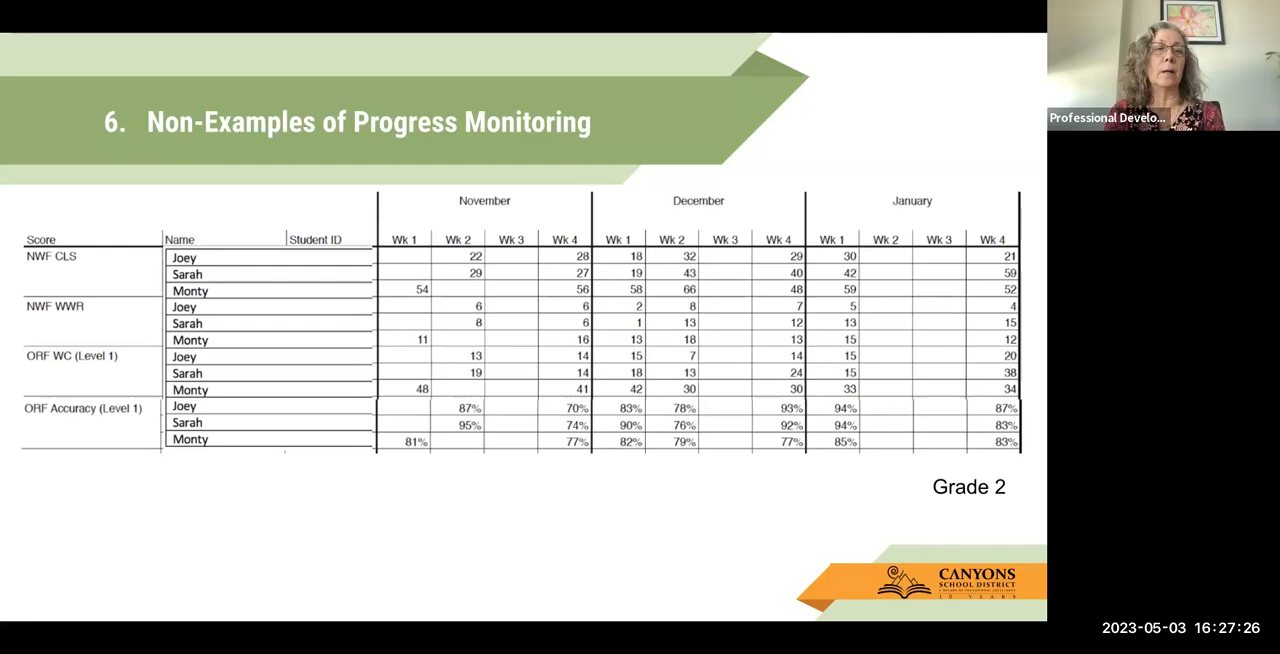 6. Non-Examples of Progress Monitoring
Professional Develo...
November December January
Score Name Student ID Wk 1 Wk 2 Wk 3 Wk 4 Wk 1 Wk 2 Wk 3 Wk 4 Wk 1 Wk 2 Wk 3 Wk 4
NWF CLS Joey 22 28 18 32 29 30 21
Sarah 29 27 19 43 40 42 59
Monty 54 56 58 66 48 59 52
NWF WWR Joey 6 6 2 8 7 5 4
Sarah 8 6 1 13 12 13 15
Monty 11 16 13 18 13 15 12
ORF WC (Level 1) Joey 13 14 15 7 14 15 20
Sarah 19 14 18 13 24 15 38
Monty 48 41 42 30 30 33 34
ORF Accuracy (Level 1) Joey 87% 70% 83% 78% 93% 94% 87%
Sarah 95% 74% 90% 76% 92% 94% 83%
Monty 81% 77% 82% 79% 77% 85% 83%
Grade 2
CANYONS
SCHOOL DISTRICT
10 YEARS
2023-05-03 16:27:26